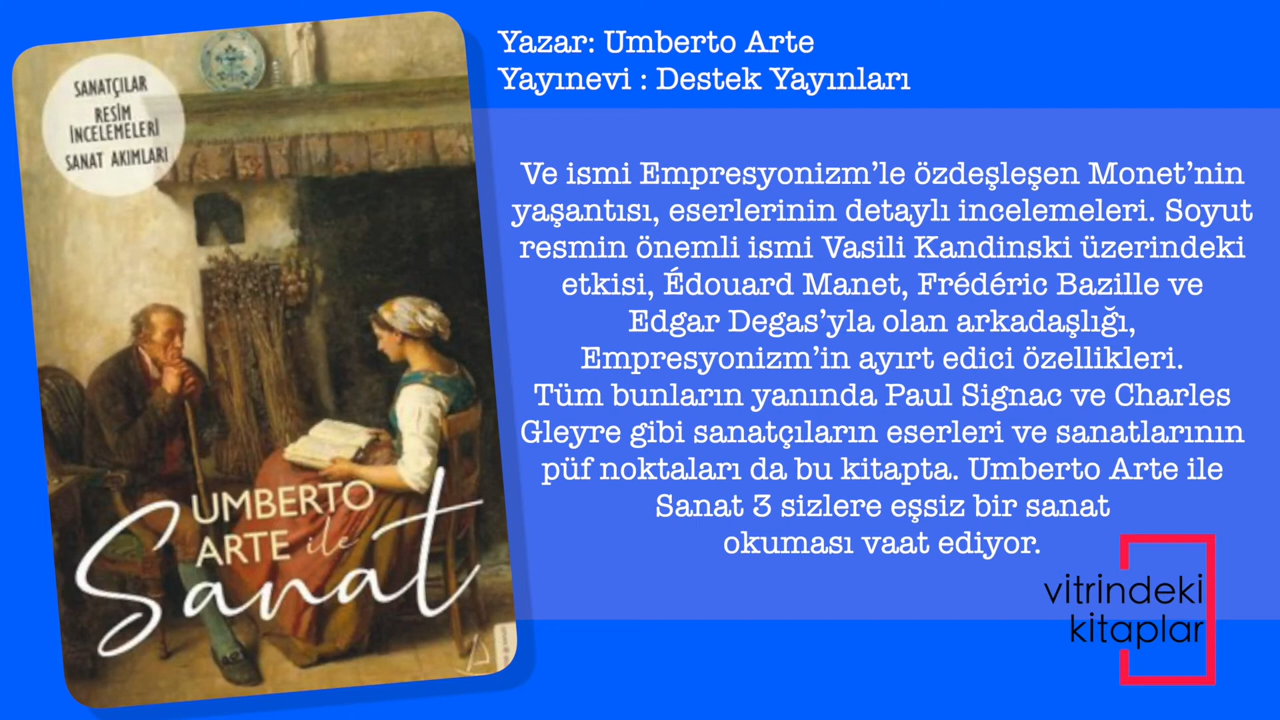 SANATÇILAR
RESİM
İNCELEMELERİ
SANAT AKIMLARI
UMBERTO
ARTE ile
Sanat
Yazar: Umberto Arte
Yayınevi : Destek Yayınları
Ve ismi Empresyonizm’le özdeşleşen Monet’nin
yaşantısı, eserlerinin detaylı incelemeleri. Soyut
resmin önemli ismi Vasili Kandinski üzerindeki
etkisi, Édouard Manet, Frédéric Bazille ve
Edgar Degas’yla olan arkadaşlığı,
Empresyonizm’in ayırt edici özellikleri.
Tüm bunların yanında Paul Signac ve Charles
Gleyre gibi sanatçıların eserleri ve sanatlarının
püf noktaları da bu kitapta. Umberto Arte ile
Sanat 3 sizlere eşsiz bir sanat
okuması vaat ediyor.
vitrindeki
kitaplar